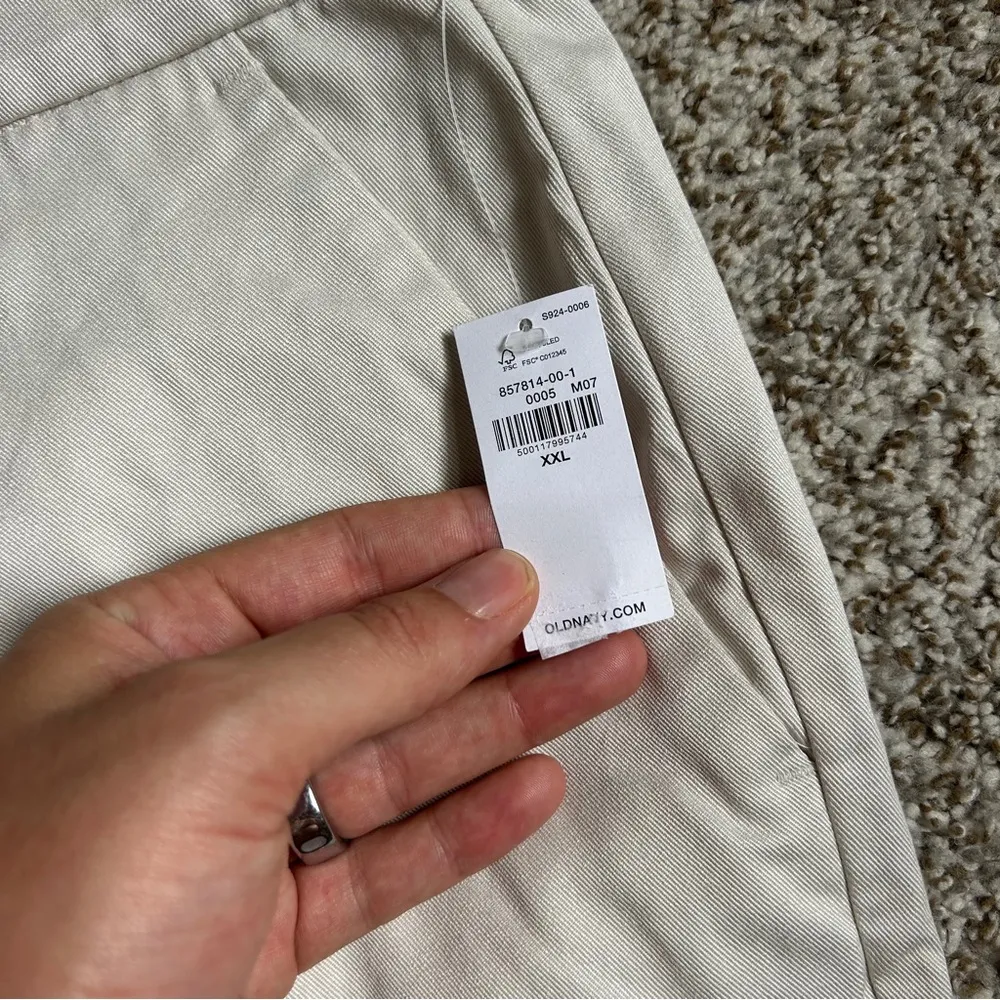 S924-0006
FSC
FSC® C012345
857814-00-1
0005 M07
500117995744
XXL
OLDNAVY.COM